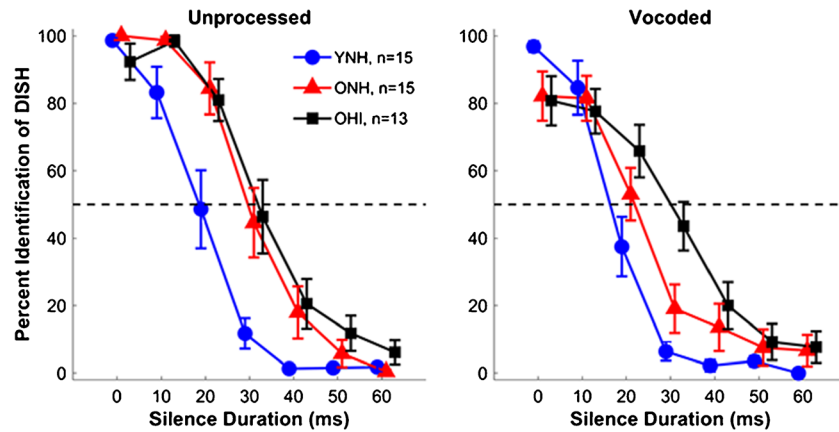 Unprocessed
Percent Identification of DISH
100
80
60
40
20
0
YNH, n=15
ONH, n=15
OHI, n=13
0 10 20 30 40 50 60
Silence Duration (ms)
Vocoded
100
80
60
40
20
0
0 10 20 30 40 50 60
Silence Duration (ms)